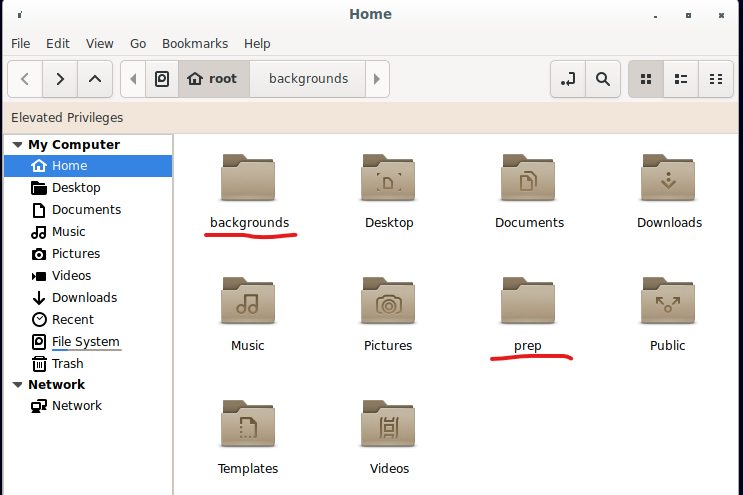 Home
File Edit View Go Bookmarks Help
root backgrounds
Elevated Privileges
My Computer
Home
Desktop
Documents
Music
Pictures
Videos
Downloads
Recent
File System
Trash
Network
Network
backgrounds Desktop Documents Downloads
Music Pictures prep Public
Templates Videos